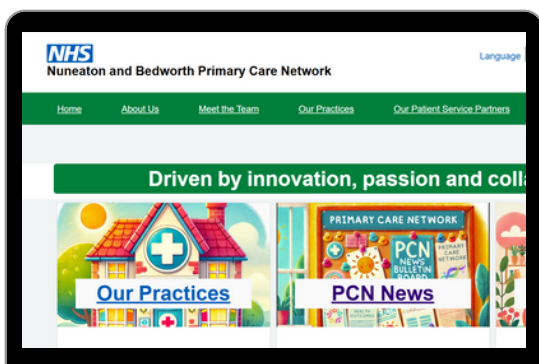 NHS
Nuneaton and Bedworth Primary Care Network
Language
Home About Us Meet the Team Our Practices Our Patient Service Partners
Driven by innovation, passion and coll
PRIMARY CARE NETWORK
PCN
NEWS
BULLETIN
BOARD
PRIMARY
CARE
NETWORK
Our Practices
PCN News
HEALTH